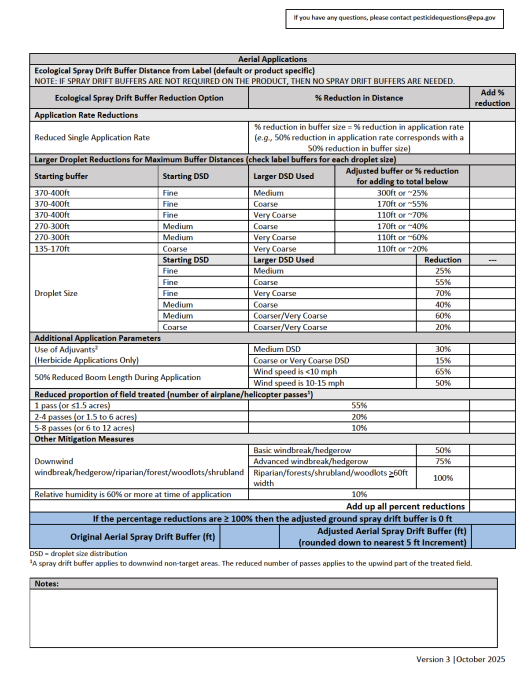 If you have any questions, please contact pesticidequestions@epa.gov
Aerial Applications
Ecological Spray Drift Buffer Distance from Label (default or product specific)
NOTE: IF SPRAY DRIFT BUFFERS ARE NOT REQUIRED ON THE PRODUCT, THEN NO SPRAY DRIFT BUFFERS ARE NEEDED.
Ecological Spray Drift Buffer Reduction Option % Reduction in Distance Add % reduction
Application Rate Reductions
Reduced Single Application Rate
% reduction in buffer size = % reduction in application rate
(e.g., 50% reduction in application rate corresponds with a
50% reduction in buffer size)
Larger Droplet Reductions for Maximum Buffer Distances (check label buffers for each droplet size)
Starting buffer Starting DSD Larger DSD Used Adjusted buffer or % reduction for adding to total below
370-400ft Fine Medium 300ft or ~25%
370-400ft Fine Coarse 170ft or ~55%
370-400ft Fine Very Coarse 110ft or ~70%
270-300ft Medium Coarse 170ft or ~40%
270-300ft Medium Very Coarse 110ft or ~60%
135-170ft Coarse Very Coarse 110ft or ~20%
Droplet Size
Starting DSD Larger DSD Used Reduction ---
Fine Medium 25%
Fine Coarse 55%
Fine Very Coarse 70%
Medium Coarse 40%
Medium Coarser/Very Coarse 60%
Coarse Coarser/Very Coarse 20%
Additional Application Parameters
Use of Adjuvants²
(Herbicide Applications Only)
Medium DSD 30%
Coarse or Very Coarse DSD 15%
50% Reduced Boom Length During Application
Wind speed is <10 mph 65%
Wind speed is 10-15 mph 50%
Reduced proportion of field treated (number of airplane/helicopter passes¹)
1 pass (or ≤1.5 acres) 55%
2-4 passes (or 1.5 to 6 acres) 20%
5-8 passes (or 6 to 12 acres) 10%
Other Mitigation Measures
Downwind
windbreak/hedgerow/riparian/forest/woodlots/shrubland
Basic windbreak/hedgerow 50%
Advanced windbreak/hedgerow 75%
Riparian/forests/shrubland/woodlots ≥60ft
width 100%
Relative humidity is 60% or more at time of application 10%
Add up all percent reductions
If the percentage reductions are ≥ 100% then the adjusted ground spray drift buffer is 0 ft
Original Aerial Spray Drift Buffer (ft)
Adjusted Aerial Spray Drift Buffer (ft)
(rounded down to nearest 5 ft Increment)
DSD = droplet size distribution
¹A spray drift buffer applies to downwind non-target areas. The reduced number of passes applies to the upwind part of the treated field.
Notes:
Version 3 |October 2025